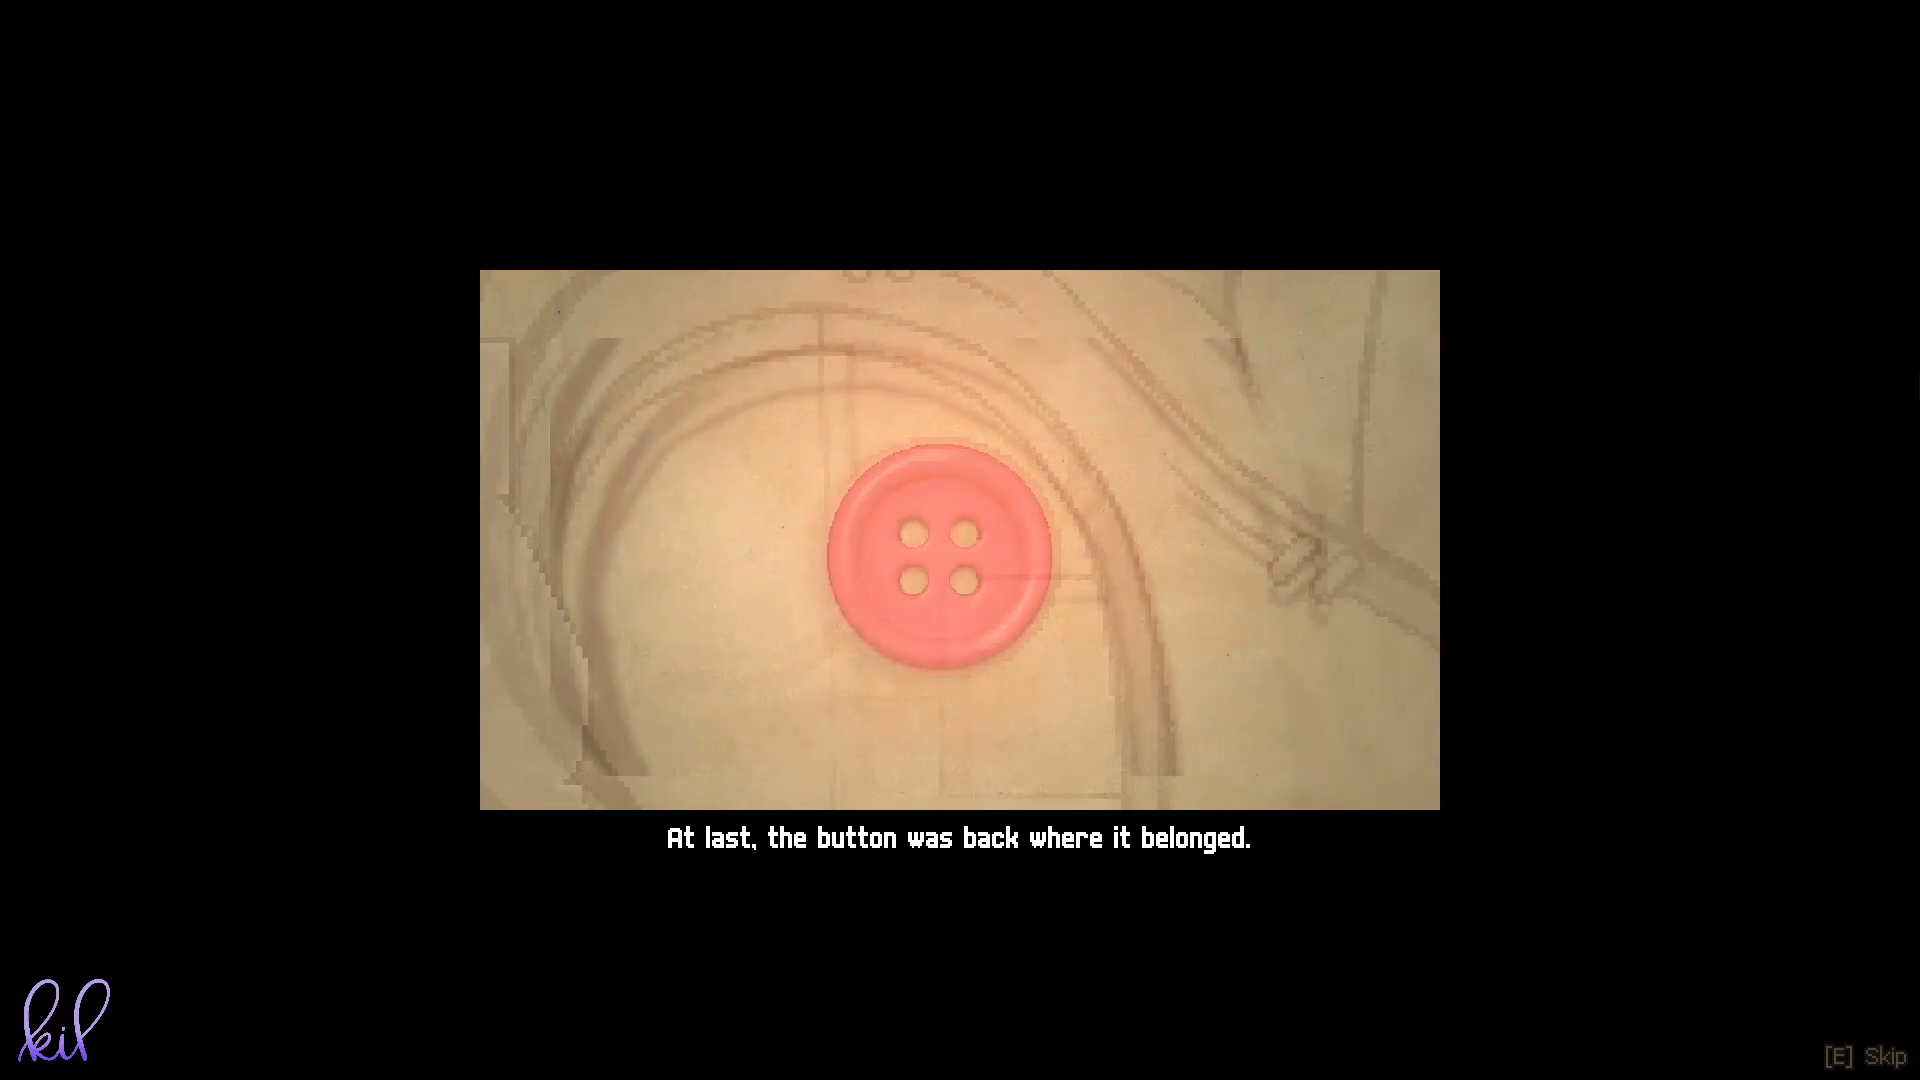 At last, the button was back where it belonged.
kil
[E] Skip